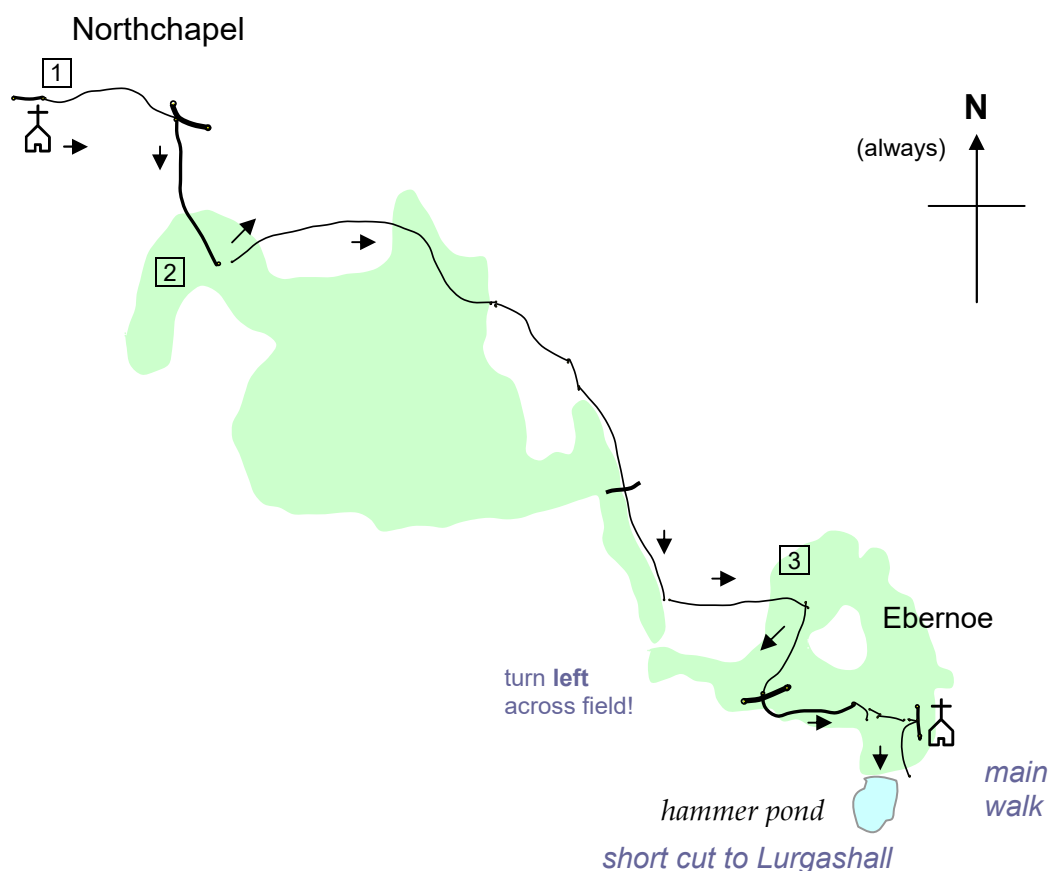 Northchapel
1
N
(always)
2
3
Ebernoe
turn left
across field!
main
walk
hammer pond
short cut to Lurgashall